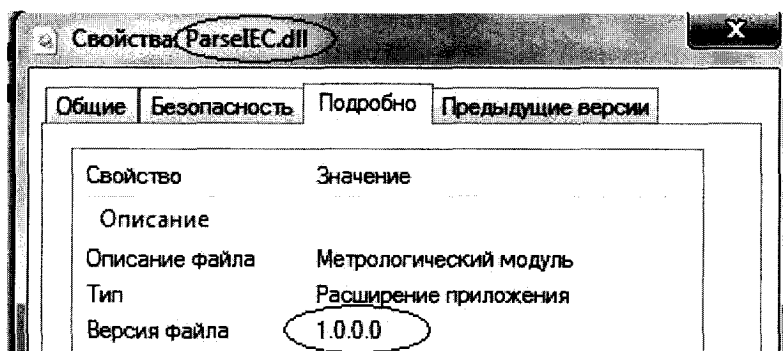 Свойства: ParseIEC.dll
x
Общие Безопасность Подробно Предыдущие версии
Свойство Значение
Описание
Описание файла Метрологический модуль
Тип Расширение приложения
Версия файла 1.0.0.0